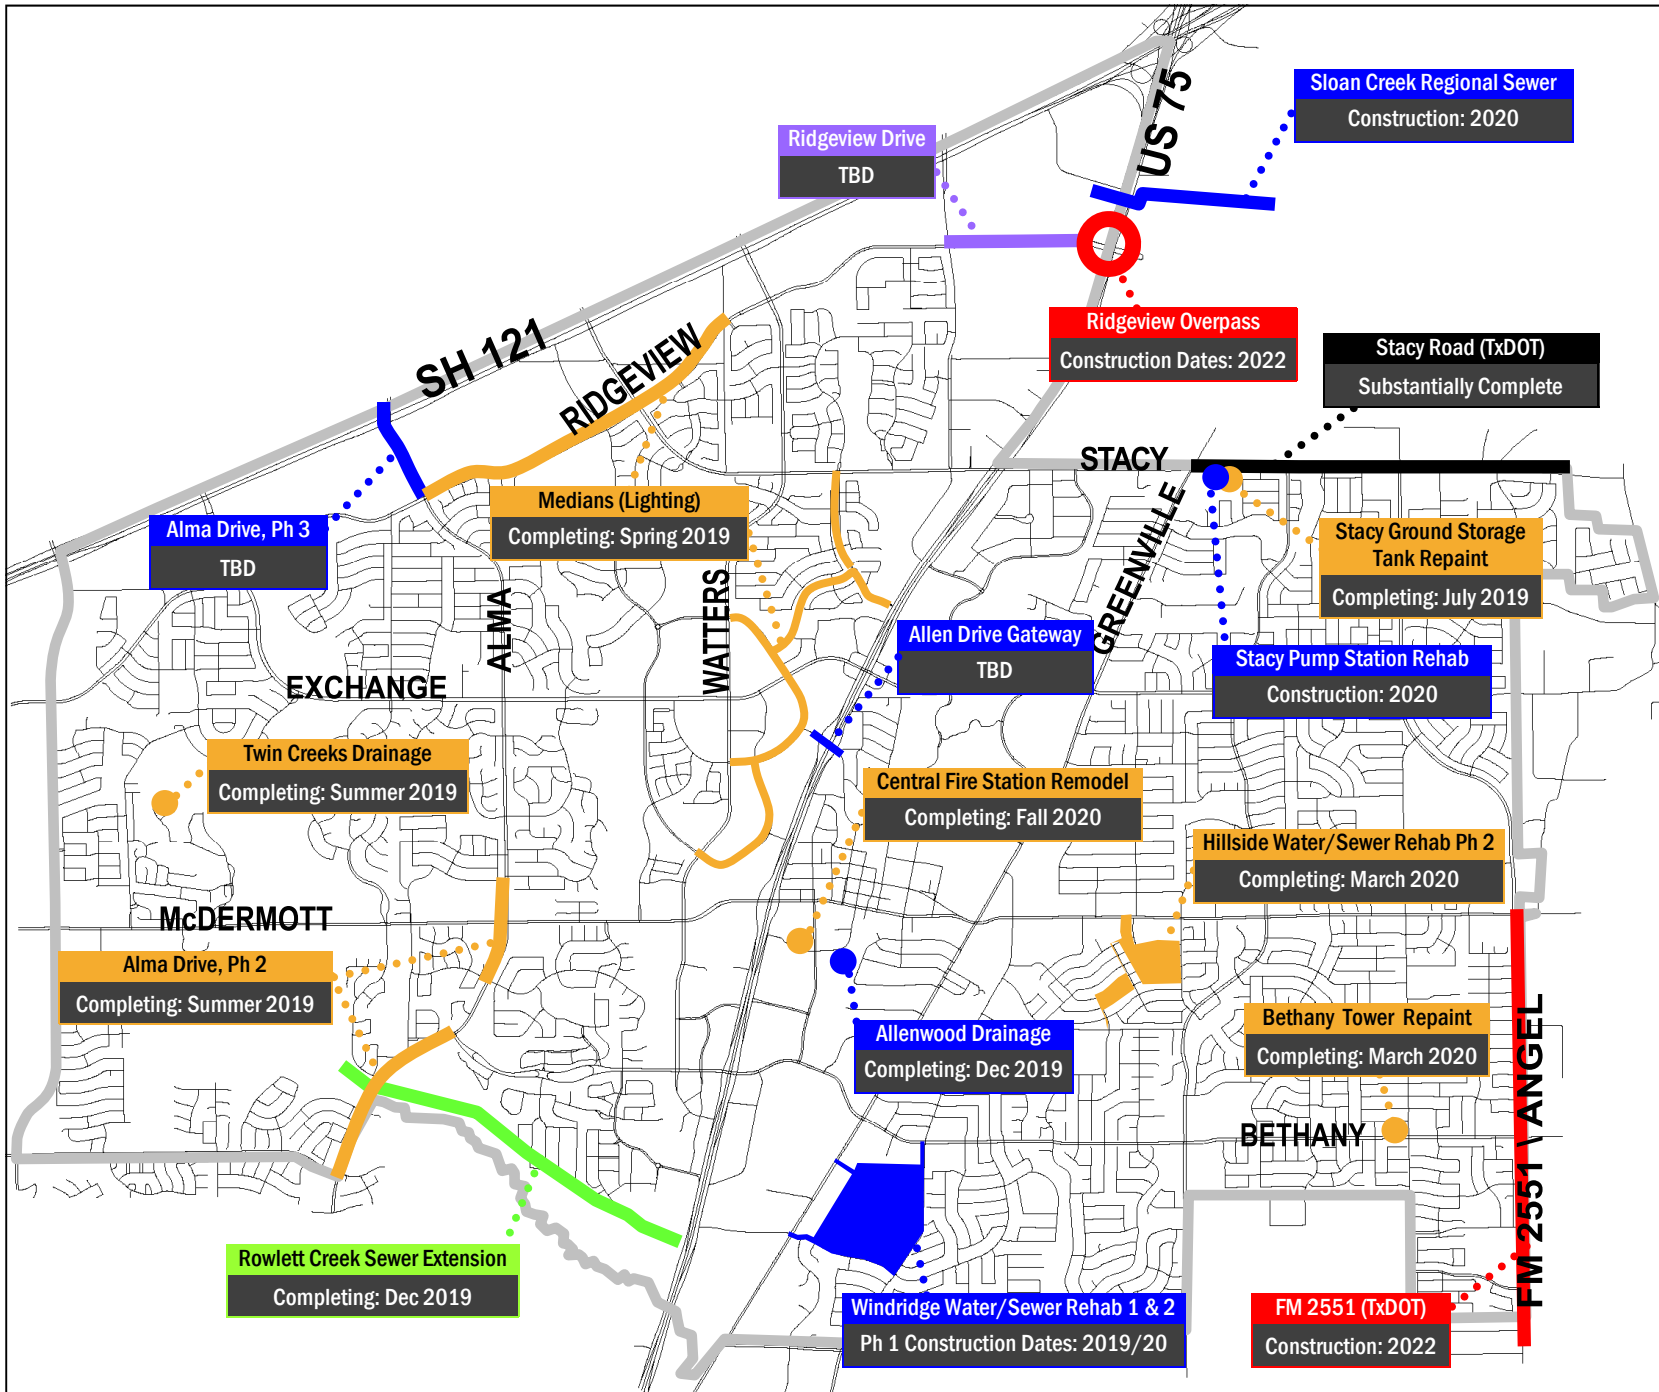 Sloan Creek Regional Sewer
Construction: 2020
US 75
Ridgeview Drive
TBD
Ridgeview Overpass
Construction Dates: 2022
SH 121
RIDGEVIEW
Stacy Road (TxDOT)
Substantially Complete
STACY
Medians (Lighting)
Completing: Spring 2019
Alma Drive, Ph 3
TBD
GREENVILLE
Stacy Ground Storage
Tank Repaint
Completing: July 2019
ALMA
WATTERS
Allen Drive Gateway
TBD
Stacy Pump Station Rehab
Construction: 2020
EXCHANGE
Twin Creeks Drainage
Completing: Summer 2019
Central Fire Station Remodel
Completing: Fall 2020
Hillside Water/Sewer Rehab Ph 2
Completing: March 2020
McDERMOTT
Alma Drive, Ph 2
Completing: Summer 2019
Allenwood Drainage
Completing: Dec 2019
Bethany Tower Repaint
Completing: March 2020
FM 2551 \ ANGEL
BETHANY
Rowlett Creek Sewer Extension
Completing: Dec 2019
Windridge Water/Sewer Rehab 1 & 2
Ph 1 Construction Dates: 2019/20
FM 2551 (TxDOT)
Construction: 2022